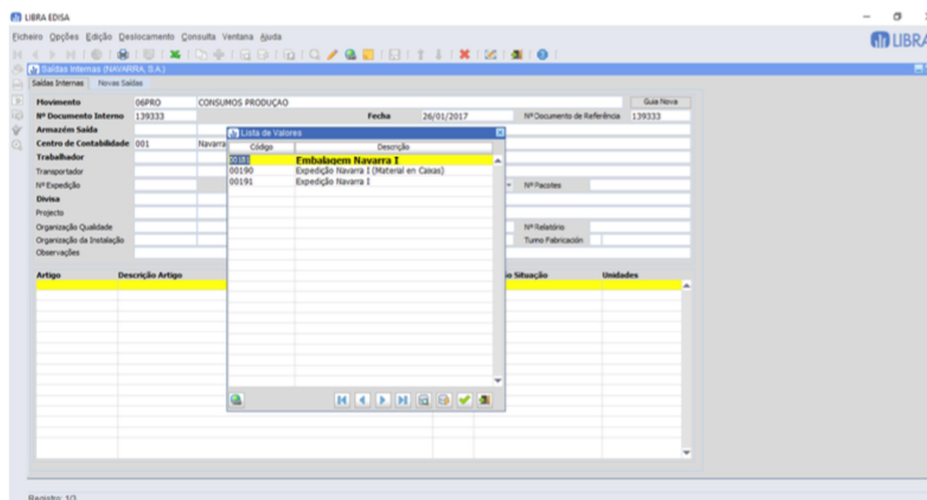 LIBRA EDISA
Ficheiro Opções Edição Deslocamento Consulta Ventana Ajuda
LIBRA
Saídas Internas (NAVARRA, S.A.)
Saídas Internas Novas Saídas
Movimento 06PRO CONSUMOS PRODUÇAO Guia Nova
Nº Documento Interno 139333 Fecha 26/01/2017 Nº Documento de Referência 139333
Armazém Saída
Centro de Contabilidade 001 Navarra
Trabalhador
Transportador
Nº Expedição Nº Pacotes
Divisa
Projecto
Organização Qualidade Nº Relatório
Organização da Instalação Turno Fabricación
Observações
Artigo Descrição Artigo o Situação Unidades
Lista de Valores
Código Descrição
00181 Embalagem Navarra I
00190 Expedição Navarra I (Material en Caixas)
00191 Expedição Navarra I
Registro: 1/3